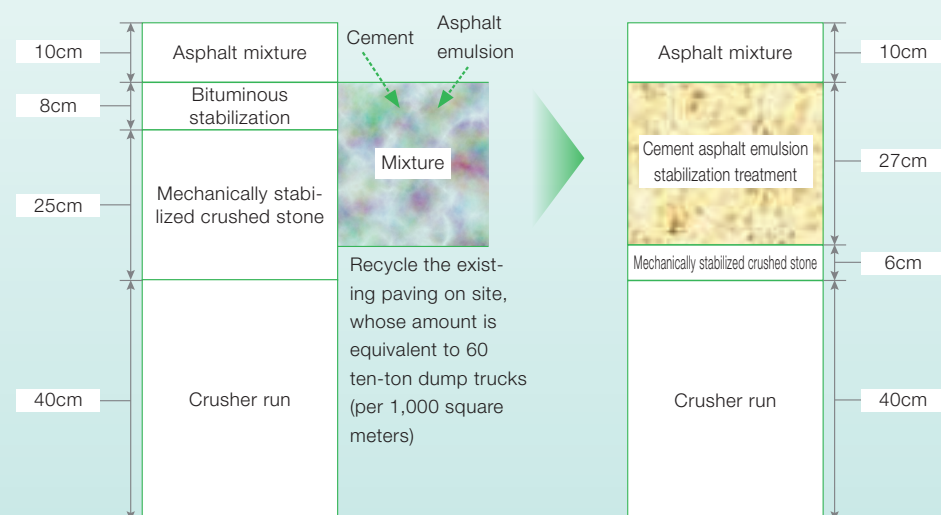 10cm
8cm
25cm
40cm
Asphalt mixture
Bituminous
stabilization
Mechanically stabi-
lized crushed stone
Crusher run
Cement
Asphalt
emulsion
Mixture
Recycle the exist-
ing paving on site,
whose amount is
equivalent to 60
ten-ton dump trucks
(per 1,000 square
meters)
Asphalt mixture
Cement asphalt emulsion
stabilization treatment
Mechanically stabilized crushed stone
Crusher run
10cm
27cm
6cm
40cm